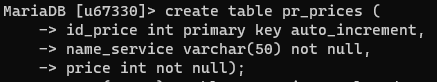 MariaDB [u67330]> create table pr_prices (
    -> id_price int primary key auto_increment,
    -> name_service varchar(50) not null,
    -> price int not null);